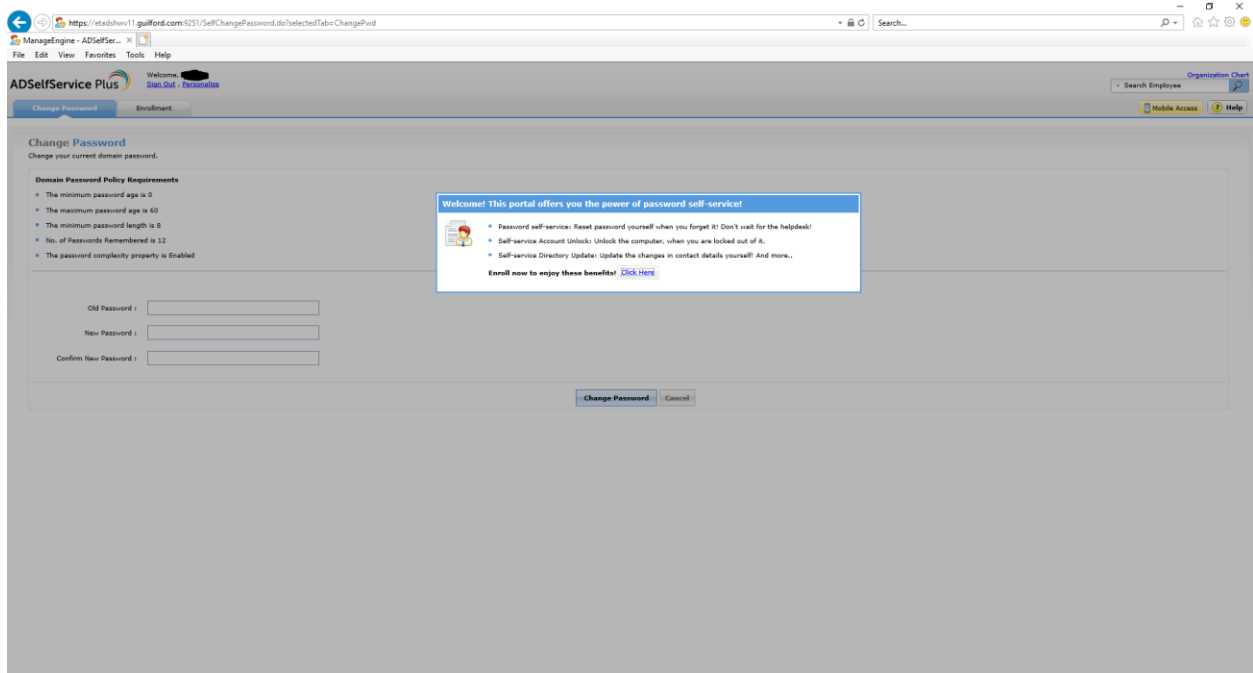 https://etadshwv11.guilford.com:9251/SelfChangePassword.do?selectedTab=ChangePwd
Search...
ManageEngine - ADSelfSer...
File Edit View Favorites Tools Help
ADSelfService Plus
Welcome,
Sign Out - Personalize
Organization Chart
Search Employee
Change Password Enrollment
Mobile Access ? Help
Change Password
Change your current domain password.
Domain Password Policy Requirements
The minimum password age is 0
The maximum password age is 60
The minimum password length is 8
No. of Passwords Remembered is 12
The password complexity property is Enabled
Welcome! This portal offers you the power of password self-service!
Password self-service: Reset password yourself when you forget it! Don't wait for the helpdesk!
Self-service Account Unlock: Unlock the computer, when you are locked out of it.
Self-service Directory Update: Update the changes in contact details yourself! And more..
Enroll now to enjoy these benefits! Click Here
Old Password :
New Password :
Confirm New Password :
Change Password Cancel